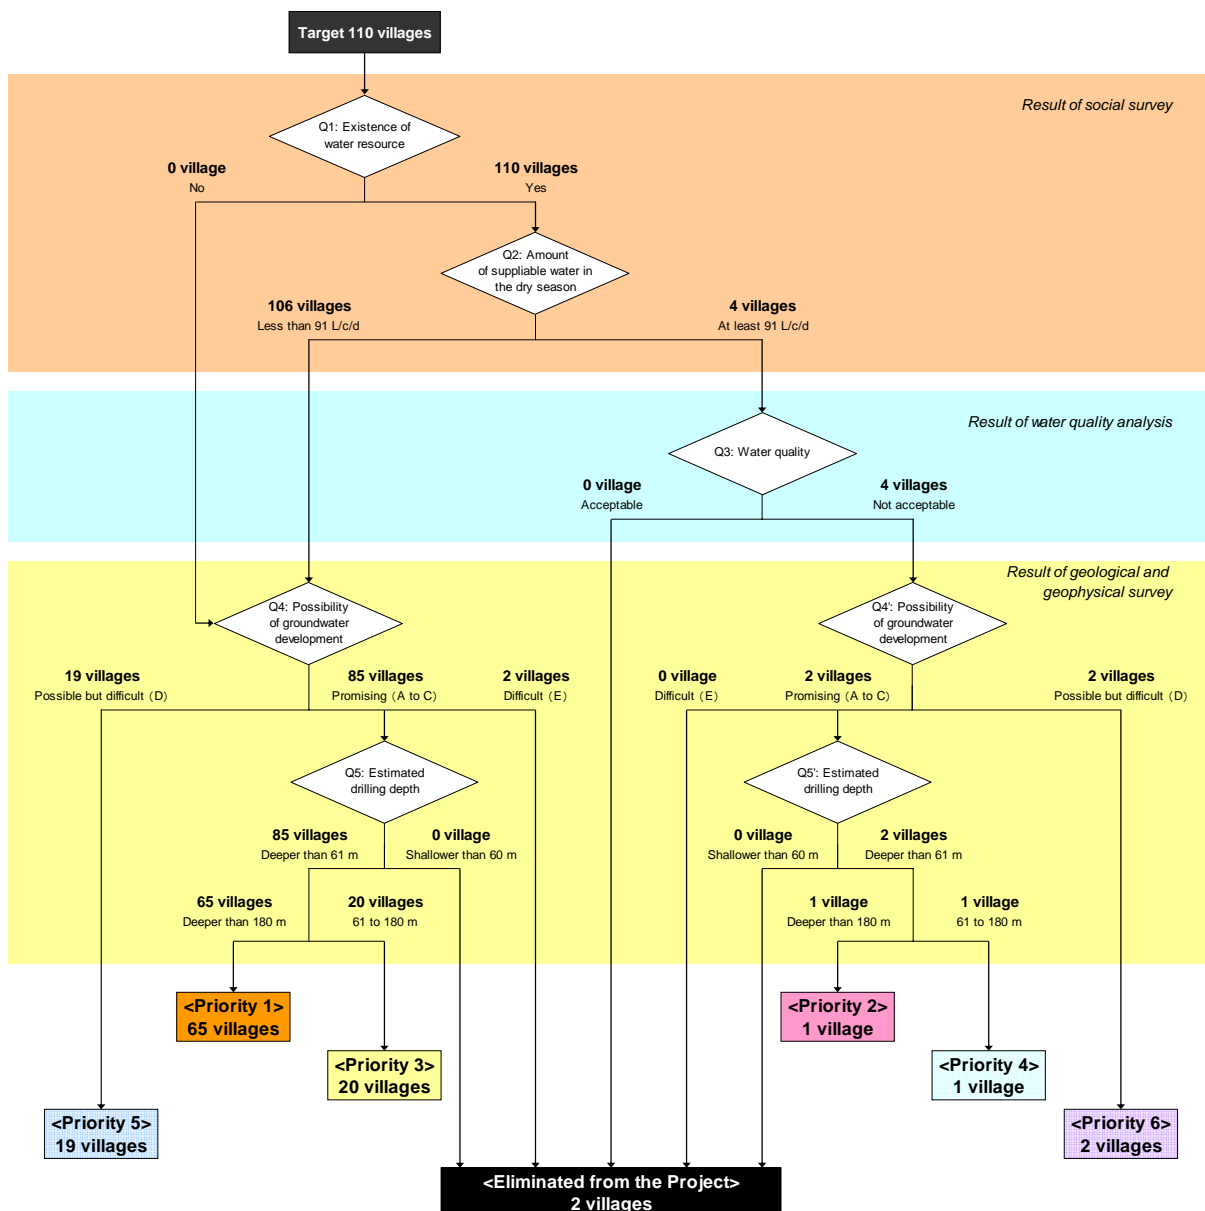 Target 110 villages
Result of social survey
Q1: Existence of
water resource
0 village
No
110 villages
Yes
Q2: Amount
of suppliable water in
the dry season
106 villages
Less than 91 L/c/d
4 villages
At least 91 L/c/d
Result of water quality analysis
Q3: Water quality
0 village
Acceptable
4 villages
Not acceptable
Result of geological and
geophysical survey
Q4: Possibility
of groundwater
development
Q4': Possibility
of groundwater
development
19 villages
Possible but difficult (D)
85 villages
Promising (A to C)
2 villages
Difficult (E)
0 village
Difficult (E)
2 villages
Promising (A to C)
2 villages
Possible but difficult (D)
Q5: Estimated
drilling depth
Q5': Estimated
drilling depth
85 villages
Deeper than 61 m
0 village
Shallower than 60 m
0 village
Shallower than 60 m
2 villages
Deeper than 61 m
65 villages
Deeper than 180 m
20 villages
61 to 180 m
1 village
Deeper than 180 m
1 village
61 to 180 m
<Priority 1>
65 villages
<Priority 2>
1 village
<Priority 3>
20 villages
<Priority 4>
1 village
<Priority 5>
19 villages
<Priority 6>
2 villages
<Eliminated from the Project>
2 villages